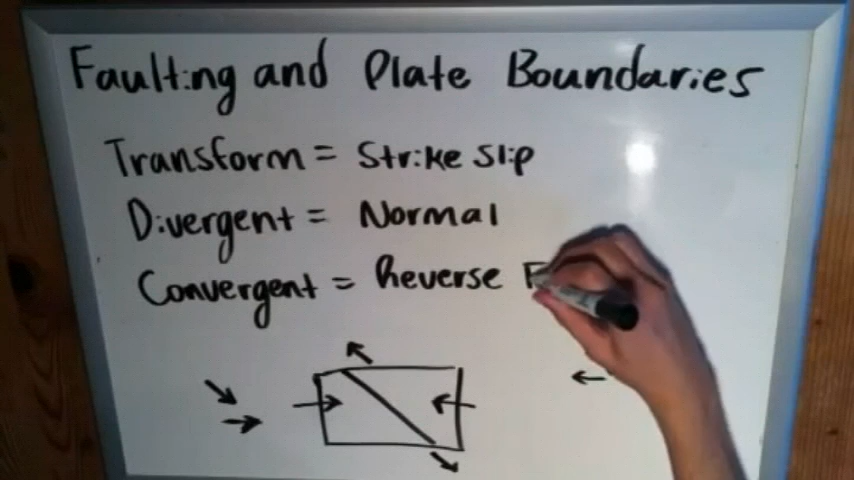 Faulting and Plate Boundaries
Transform = Strike Slip
Divergent = Normal
Convergent = Reverse F